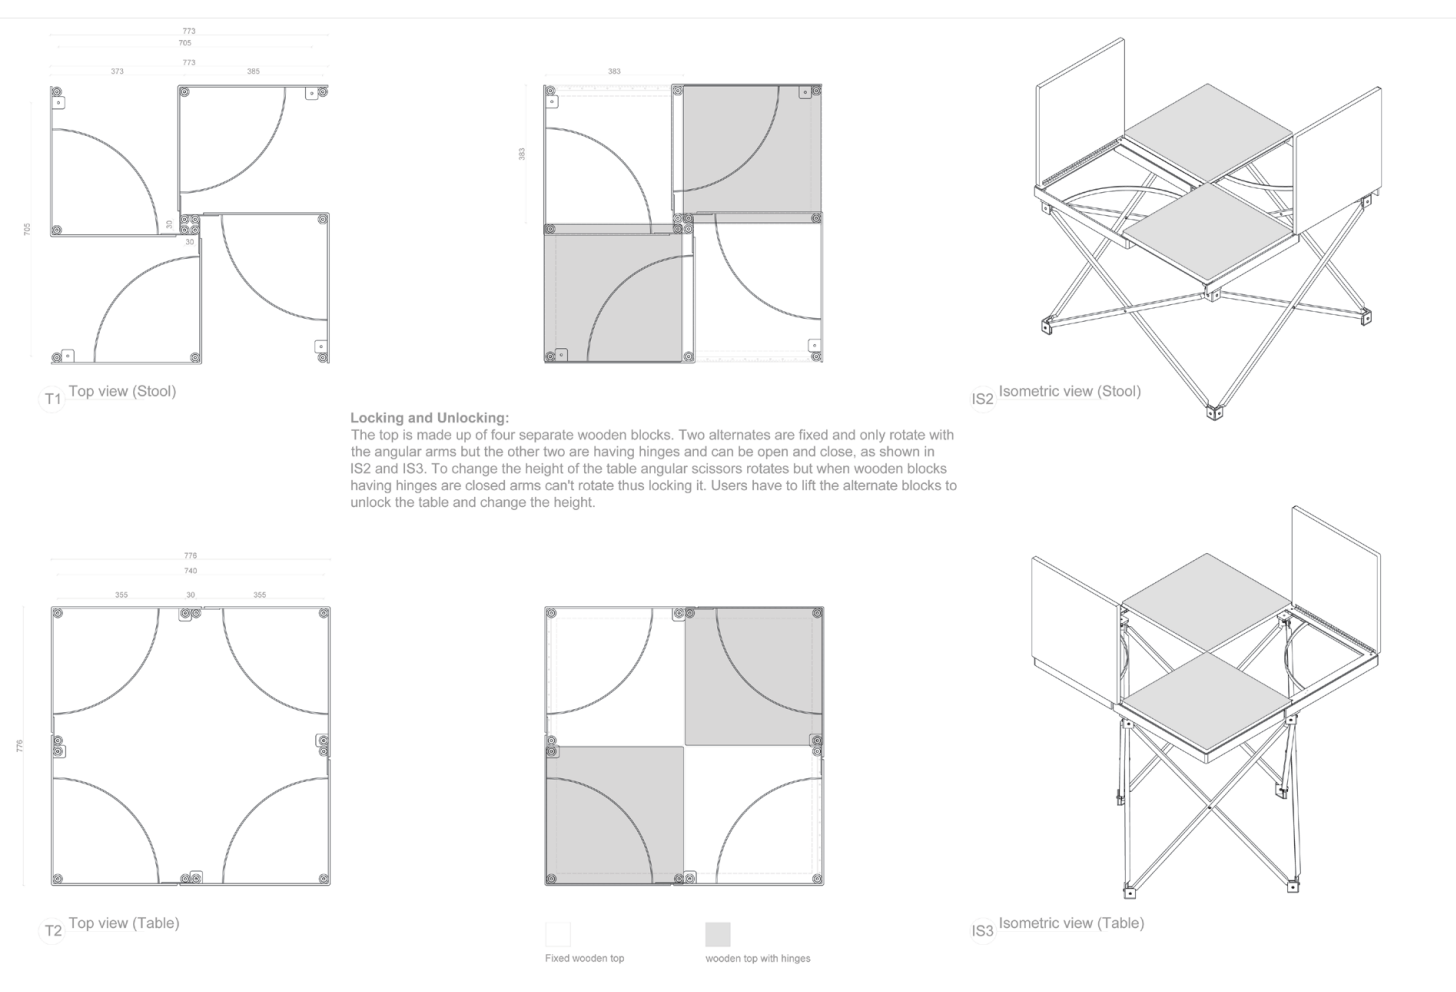 773
705
773
373
385
705
30
30
383
383
T1 Top view (Stool)
IS2 Isometric view (Stool)
Locking and Unlocking:
The top is made up of four separate wooden blocks. Two alternates are fixed and only rotate with
the angular arms but the other two are having hinges and can be open and close, as shown in
IS2 and IS3. To change the height of the table angular scissors rotates but when wooden blocks
having hinges are closed arms can't rotate thus locking it. Users have to lift the alternate blocks to
unlock the table and change the height.
776
740
355
30
355
776
T2 Top view (Table)
IS3 Isometric view (Table)
Fixed wooden top
wooden top with hinges